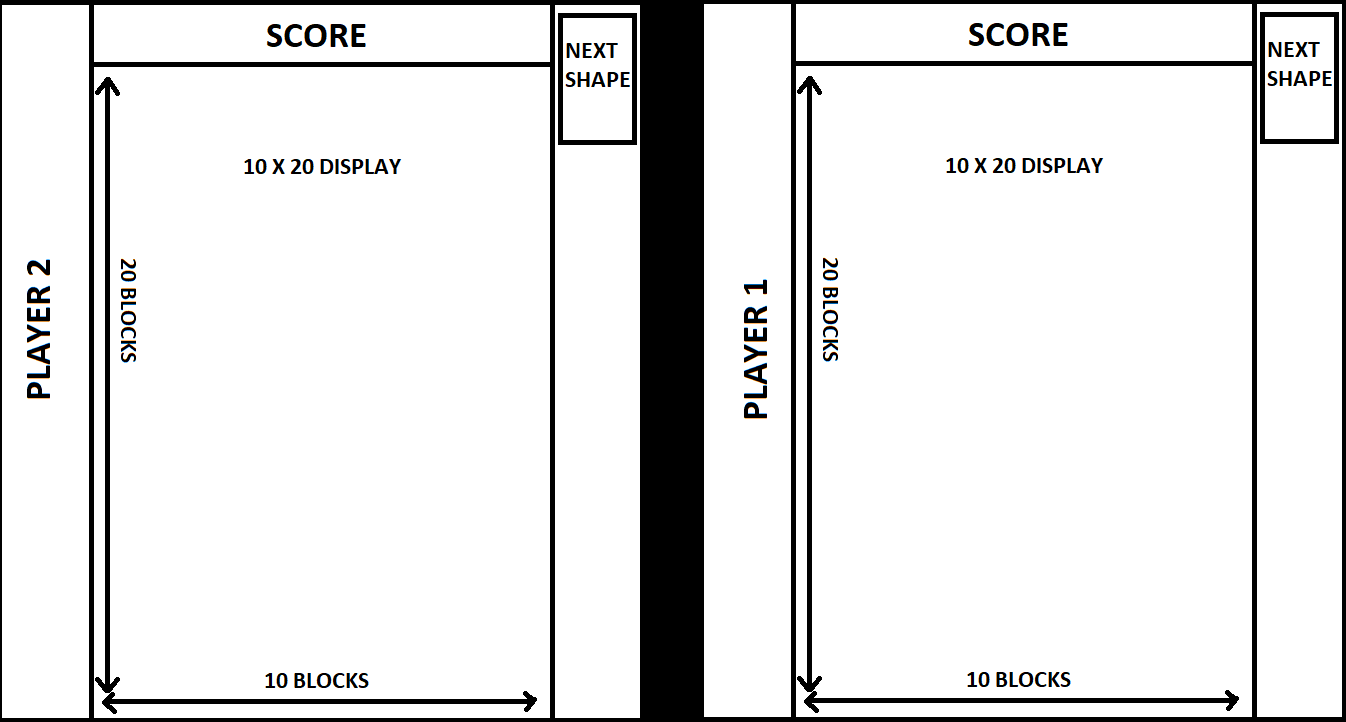 SCORE
NEXT
SHAPE
10 X 20 DISPLAY
PLAYER 2
20 BLOCKS
10 BLOCKS
SCORE
NEXT
SHAPE
10 X 20 DISPLAY
PLAYER 1
20 BLOCKS
10 BLOCKS